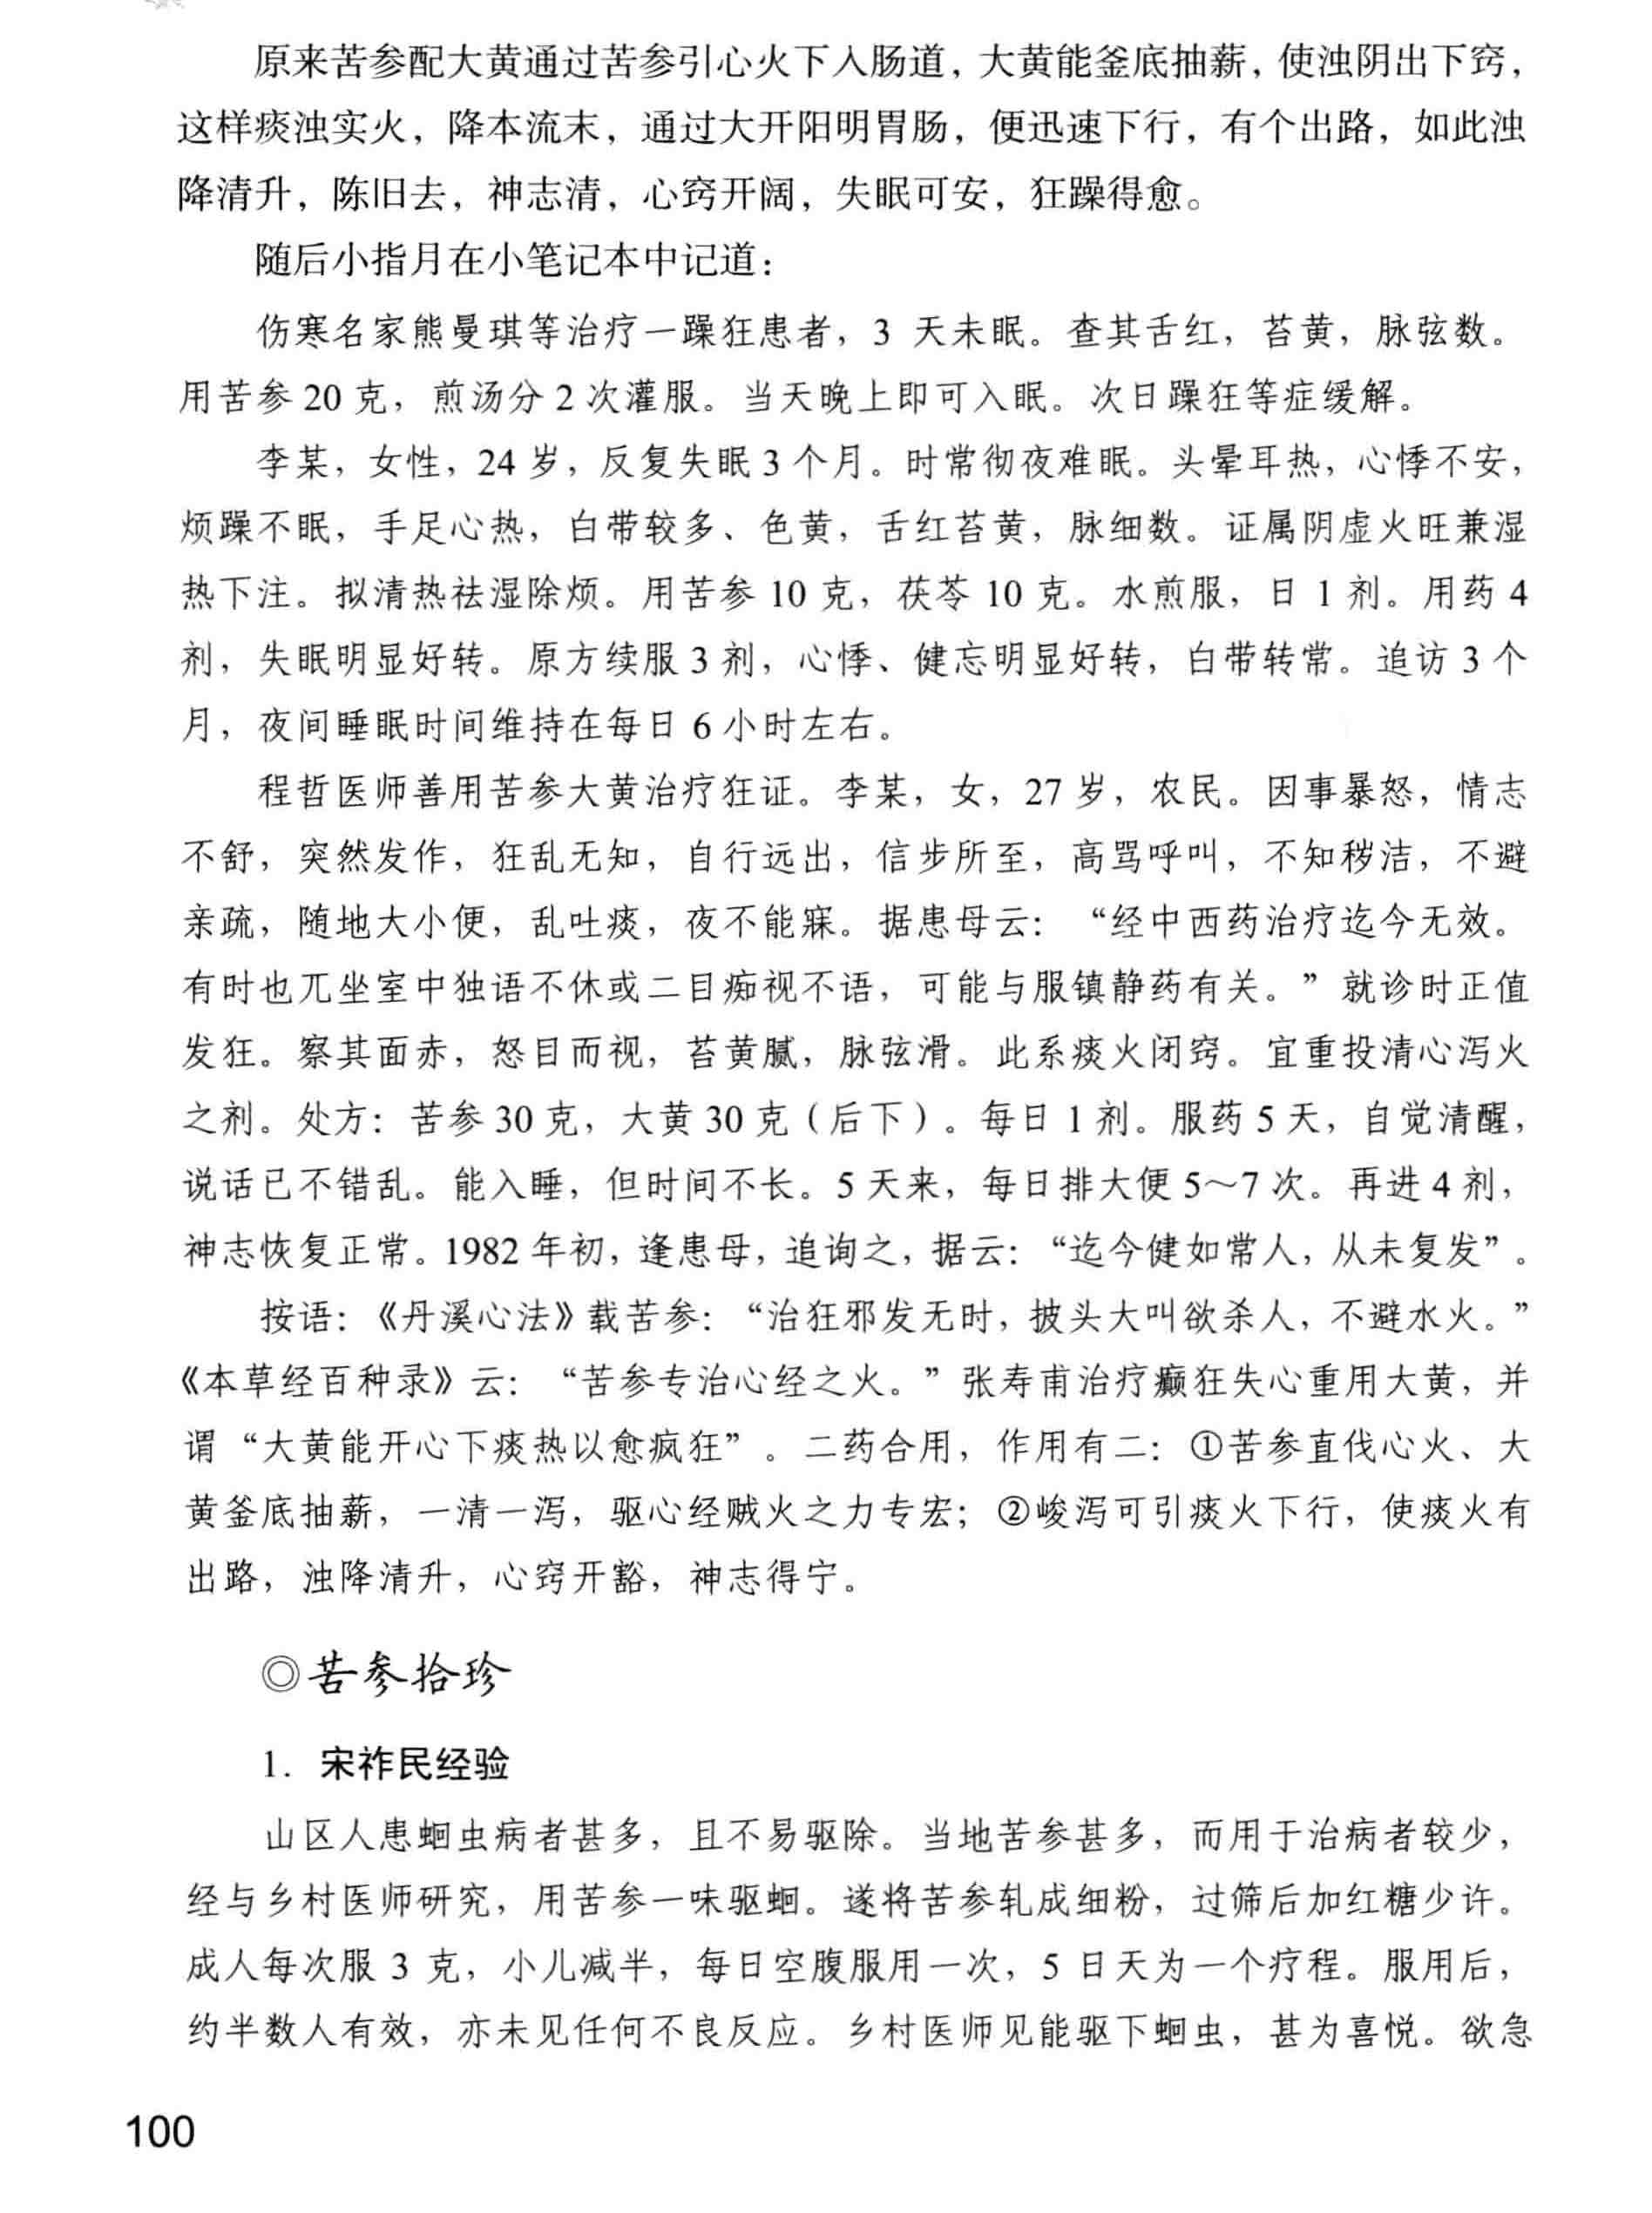 原来苦参配大黄通过苦参引心火下入肠道，大黄能釜底抽薪，使浊阴出下窍，
这样痰浊实火，降本流末，通过大开阳明胃肠，便迅速下行，有个出路，如此浊
降清升，陈旧去，神志清，心窍开阔，失眠可安，狂躁得愈。
随后小指月在小笔记本中记道：
伤寒名家熊曼琪等治疗一躁狂患者，3 天未眠。查其舌红，苔黄，脉弦数。
用苦参 20 克，煎汤分 2 次灌服。当天晚上即可入眠。次日躁狂等症缓解。
李某，女性，24 岁，反复失眠 3 个月。时常彻夜难眠。头晕耳热，心悸不安，
烦躁不眠，手足心热，白带较多、色黄，舌红苔黄，脉细数。证属阴虚火旺兼湿
热下注。拟清热祛湿除烦。用苦参 10 克，茯苓 10 克。水煎服，日 1 剂。用药 4
剂，失眠明显好转。原方续服 3 剂，心悸、健忘明显好转，白带转常。追访 3 个
月，夜间睡眠时间维持在每日 6 小时左右。
程哲医师善用苦参大黄治疗狂证。李某，女，27 岁，农民。因事暴怒，情志
不舒，突然发作，狂乱无知，自行远出，信步所至，高骂呼叫，不知秽洁，不避
亲疏，随地大小便，乱吐痰，夜不能寐。据患母云：“经中西药治疗迄今无效。
有时也兀坐室中独语不休或二目痴视不语，可能与服镇静药有关。”就诊时正值
发狂。察其面赤，怒目而视，苔黄腻，脉弦滑。此系痰火闭窍。宜重投清心泻火
之剂。处方：苦参 30 克，大黄 30 克（后下）。每日 1 剂。服药 5 天，自觉清醒，
说话已不错乱。能入睡，但时间不长。5 天来，每日排大便 5～7 次。再进 4 剂，
神志恢复正常。1982 年初，逢患母，追询之，据云：“迄今健如常人，从未复发”。
按语：《丹溪心法》载苦参：“治狂邪发无时，披头大叫欲杀人，不避水火。”
《本草经百种录》云：“苦参专治心经之火。”张寿甫治疗癫狂失心重用大黄，并
谓“大黄能开心下痰热以愈疯狂”。二药合用，作用有二：①苦参直伐心火、大
黄釜底抽薪，一清一泻，驱心经贼火之力专宏；②峻泻可引痰火下行，使痰火有
出路，浊降清升，心窍开豁，神志得宁。
◎苦参拾珍
1. 宋祚民经验
山区人患蛔虫病者甚多，且不易驱除。当地苦参甚多，而用于治病者较少，
经与乡村医师研究，用苦参一味驱蛔。遂将苦参轧成细粉，过筛后加红糖少许。
成人每次服 3 克，小儿减半，每日空腹服用一次，5 日天为一个疗程。服用后，
约半数人有效，亦未见任何不良反应。乡村医师见能驱下蛔虫，甚为喜悦。欲急
100